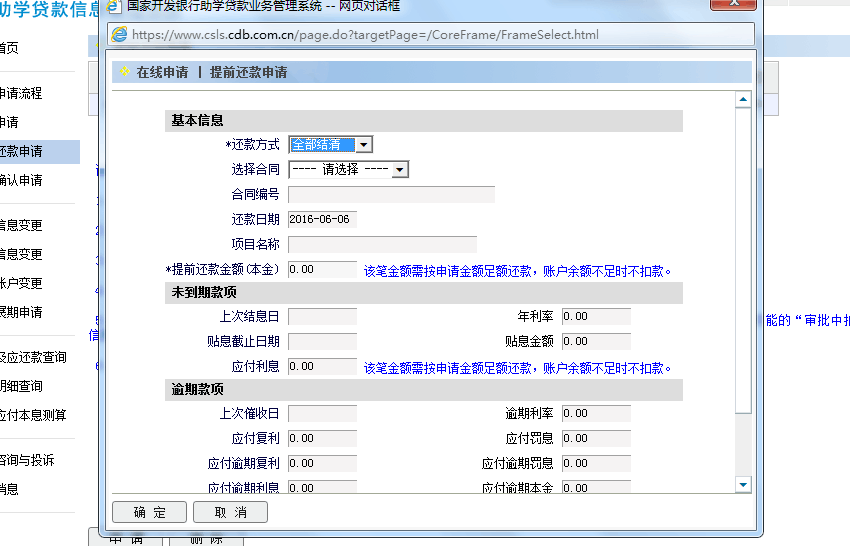 助学贷款信息
国家开发银行助学贷款业务管理系统 -- 网页对话框
X
https://www.csls.cdb.com.cn/page.do?targetPage=/CoreFrame/FrameSelect.html
首页
在线申请 | 提前还款申请
申请流程
申请
还款申请
确认申请
信息变更
信息变更
账户变更
展期申请
及应还款查询
明细查询
应付本息测算
咨询与投诉
消息
基本信息
*还款方式 全部结清
选择合同 ---- 请选择 ----
合同编号
还款日期 2016-06-06
项目名称
*提前还款金额(本金) 0.00 该笔金额需按申请金额足额还款，账户余额不足时不扣款。
未到期款项
上次结息日 年利率 0.00
能的“审批中
信
贴息截止日期 贴息金额 0.00
应付利息 0.00 该笔金额需按申请金额足额还款，账户余额不足时不扣款。
逾期款项
上次催收日 逾期利率 0.00
应付复利 0.00 应付罚息 0.00
应付逾期复利 0.00 应付逾期罚息 0.00
应付逾期利息 0.00 应付逾期本金 0.00
确 定 取 消
申 请 删 除